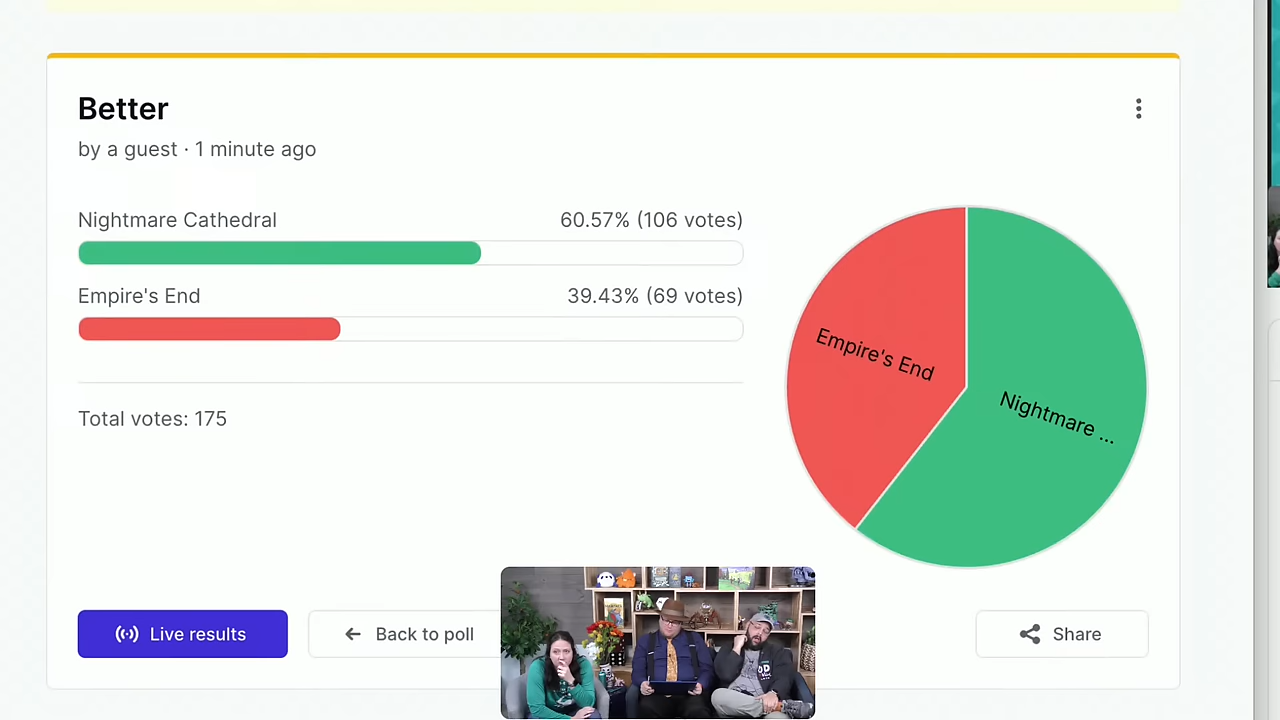 Better
by a guest · 1 minute ago
Nightmare Cathedral 60.57% (106 votes)
Empire's End 39.43% (69 votes)
Total votes: 175
Empire's End
Nightmare ...
Live results
Back to poll
Share